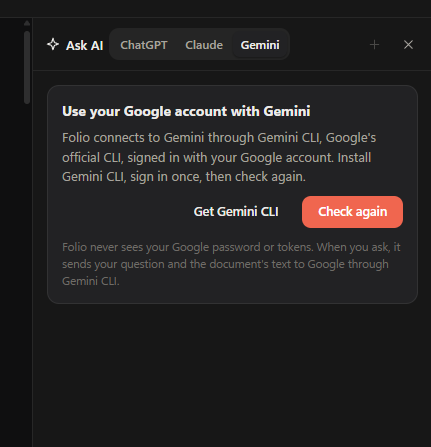 Ask AI ChatGPT Claude Gemini
Use your Google account with Gemini
Folio connects to Gemini through Gemini CLI, Google's
official CLI, signed in with your Google account. Install
Gemini CLI, sign in once, then check again.
Get Gemini CLI Check again
Folio never sees your Google password or tokens. When you ask, it
sends your question and the document's text to Google through
Gemini CLI.